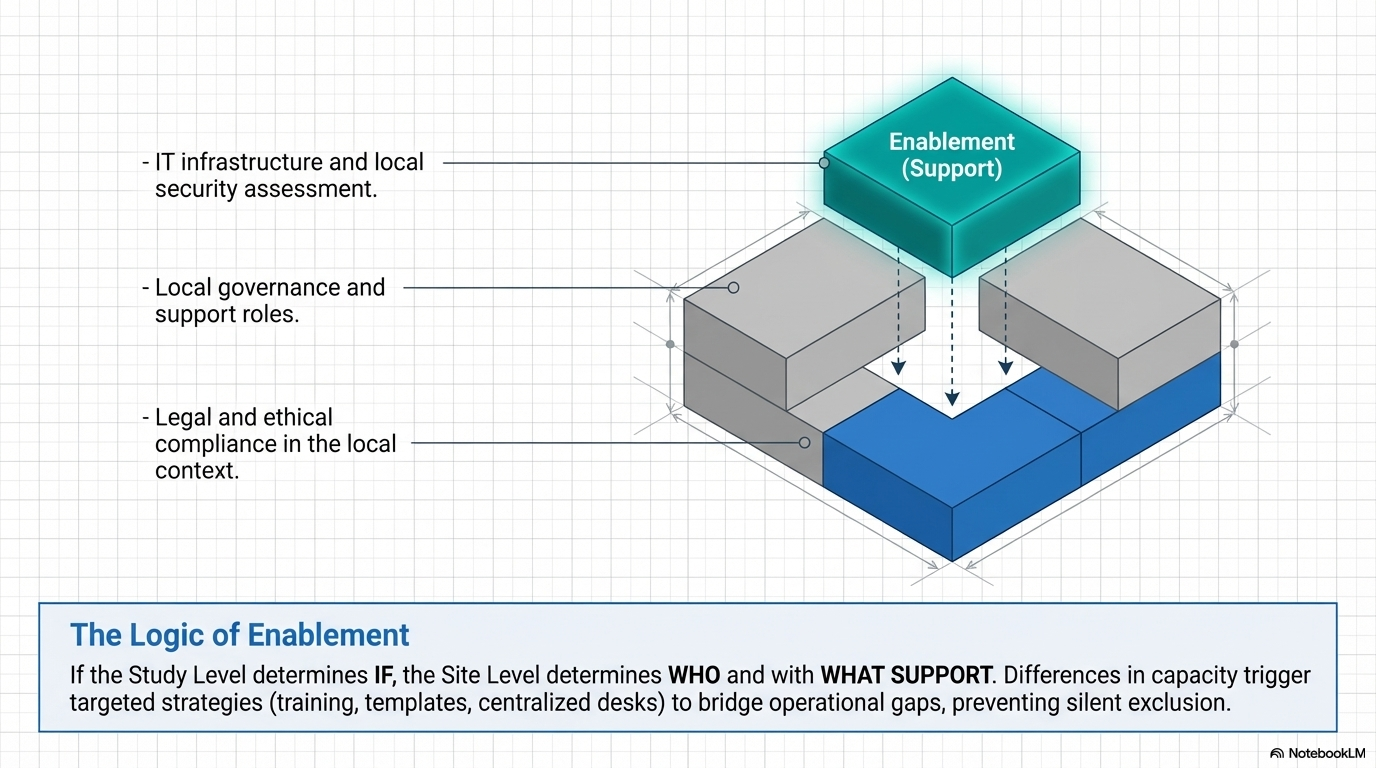 Enablement
(Support)
- IT infrastructure and local
security assessment.
- Local governance and
support roles.
- Legal and ethical
compliance in the local
context.
The Logic of Enablement
If the Study Level determines IF, the Site Level determines WHO and with WHAT SUPPORT. Differences in capacity trigger
targeted strategies (training, templates, centralized desks) to bridge operational gaps, preventing silent exclusion.
NotebookLM